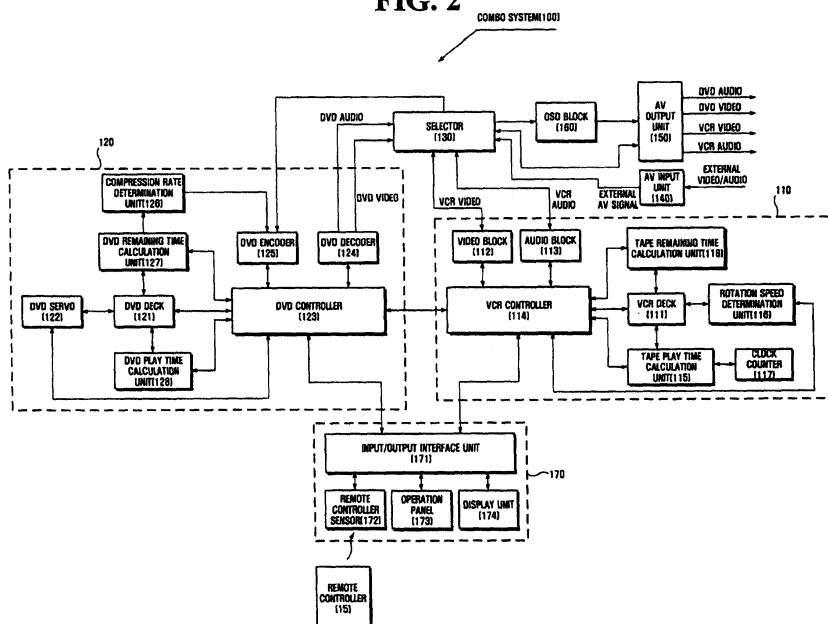 FIG. 2
COMBO SYSTEM(100)
DVD AUDIO
SELECTOR
(130)
OSD BLOCK
(160)
AV OUTPUT
UNIT
(150)
DVD AUDIO
DVD VIDEO
VCR VIDEO
VCR AUDIO
120
DVD VIDEO
VCR VIDEO
VCR
AUDIO
EXTERNAL
AV SIGNAL
AV INPUT
UNIT
(140)
EXTERNAL
VIDEO/AUDIO
110
COMPRESSION RATE
DETERMINATION
UNIT(126)
DVD REMAINING TIME
CALCULATION
UNIT(127)
DVD ENCODER
(125)
DVD DECODER
(124)
VIDEO BLOCK
(112)
AUDIO BLOCK
(113)
TAPE REMAINING TIME
CALCULATION UNIT(118)
DVD SERVO
(122)
DVD DECK
(121)
DVD CONTROLLER
(123)
VCR CONTROLLER
(114)
VCR DECK
(111)
ROTATION SPEED
DETERMINATION
UNIT(116)
DVD PLAY TIME
CALCULATION
UNIT(128)
TAPE PLAY TIME
CALCULATION
UNIT(115)
CLOCK
COUNTER
(117)
INPUT/OUTPUT INTERFACE UNIT
(171)
170
REMOTE
CONTROLLER
SENSOR(172)
OPERATION
PANEL
(173)
DISPLAY UNIT
(174)
REMOTE
CONTROLLER
(15)